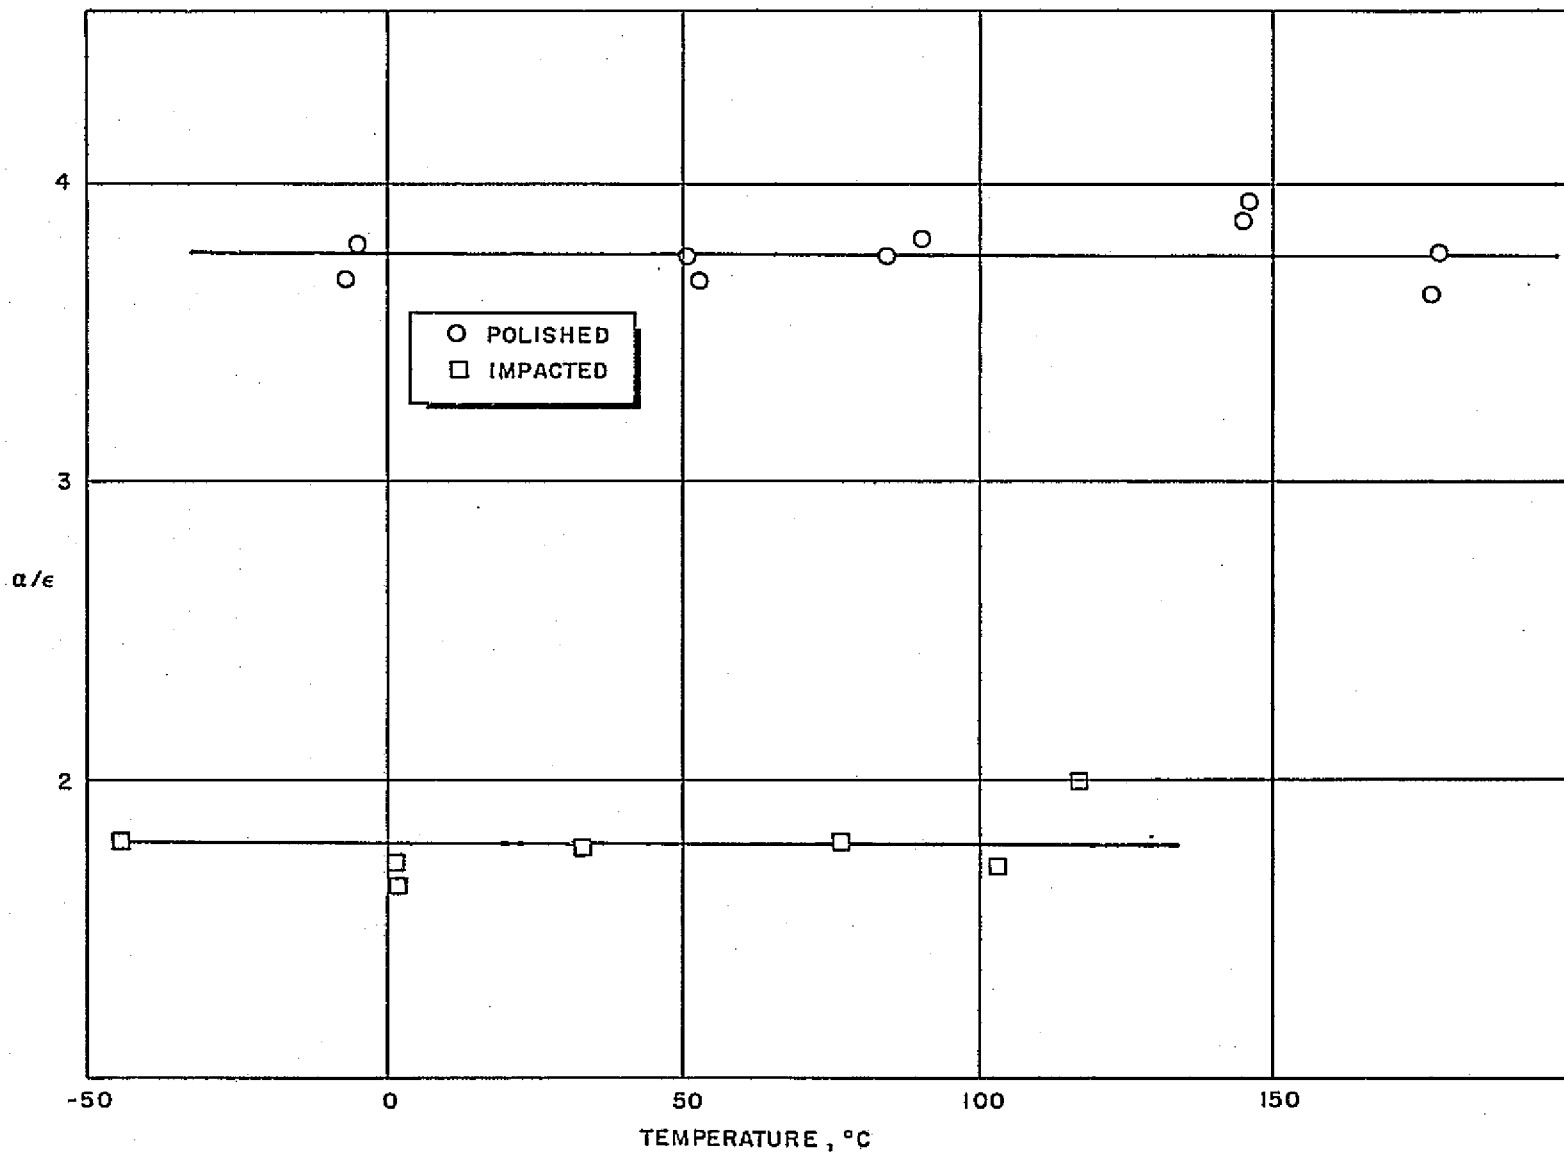 4
POLISHED
IMPACTED
3
α/ϵ
2
-50 0 50 100 150
TEMPERATURE, °C